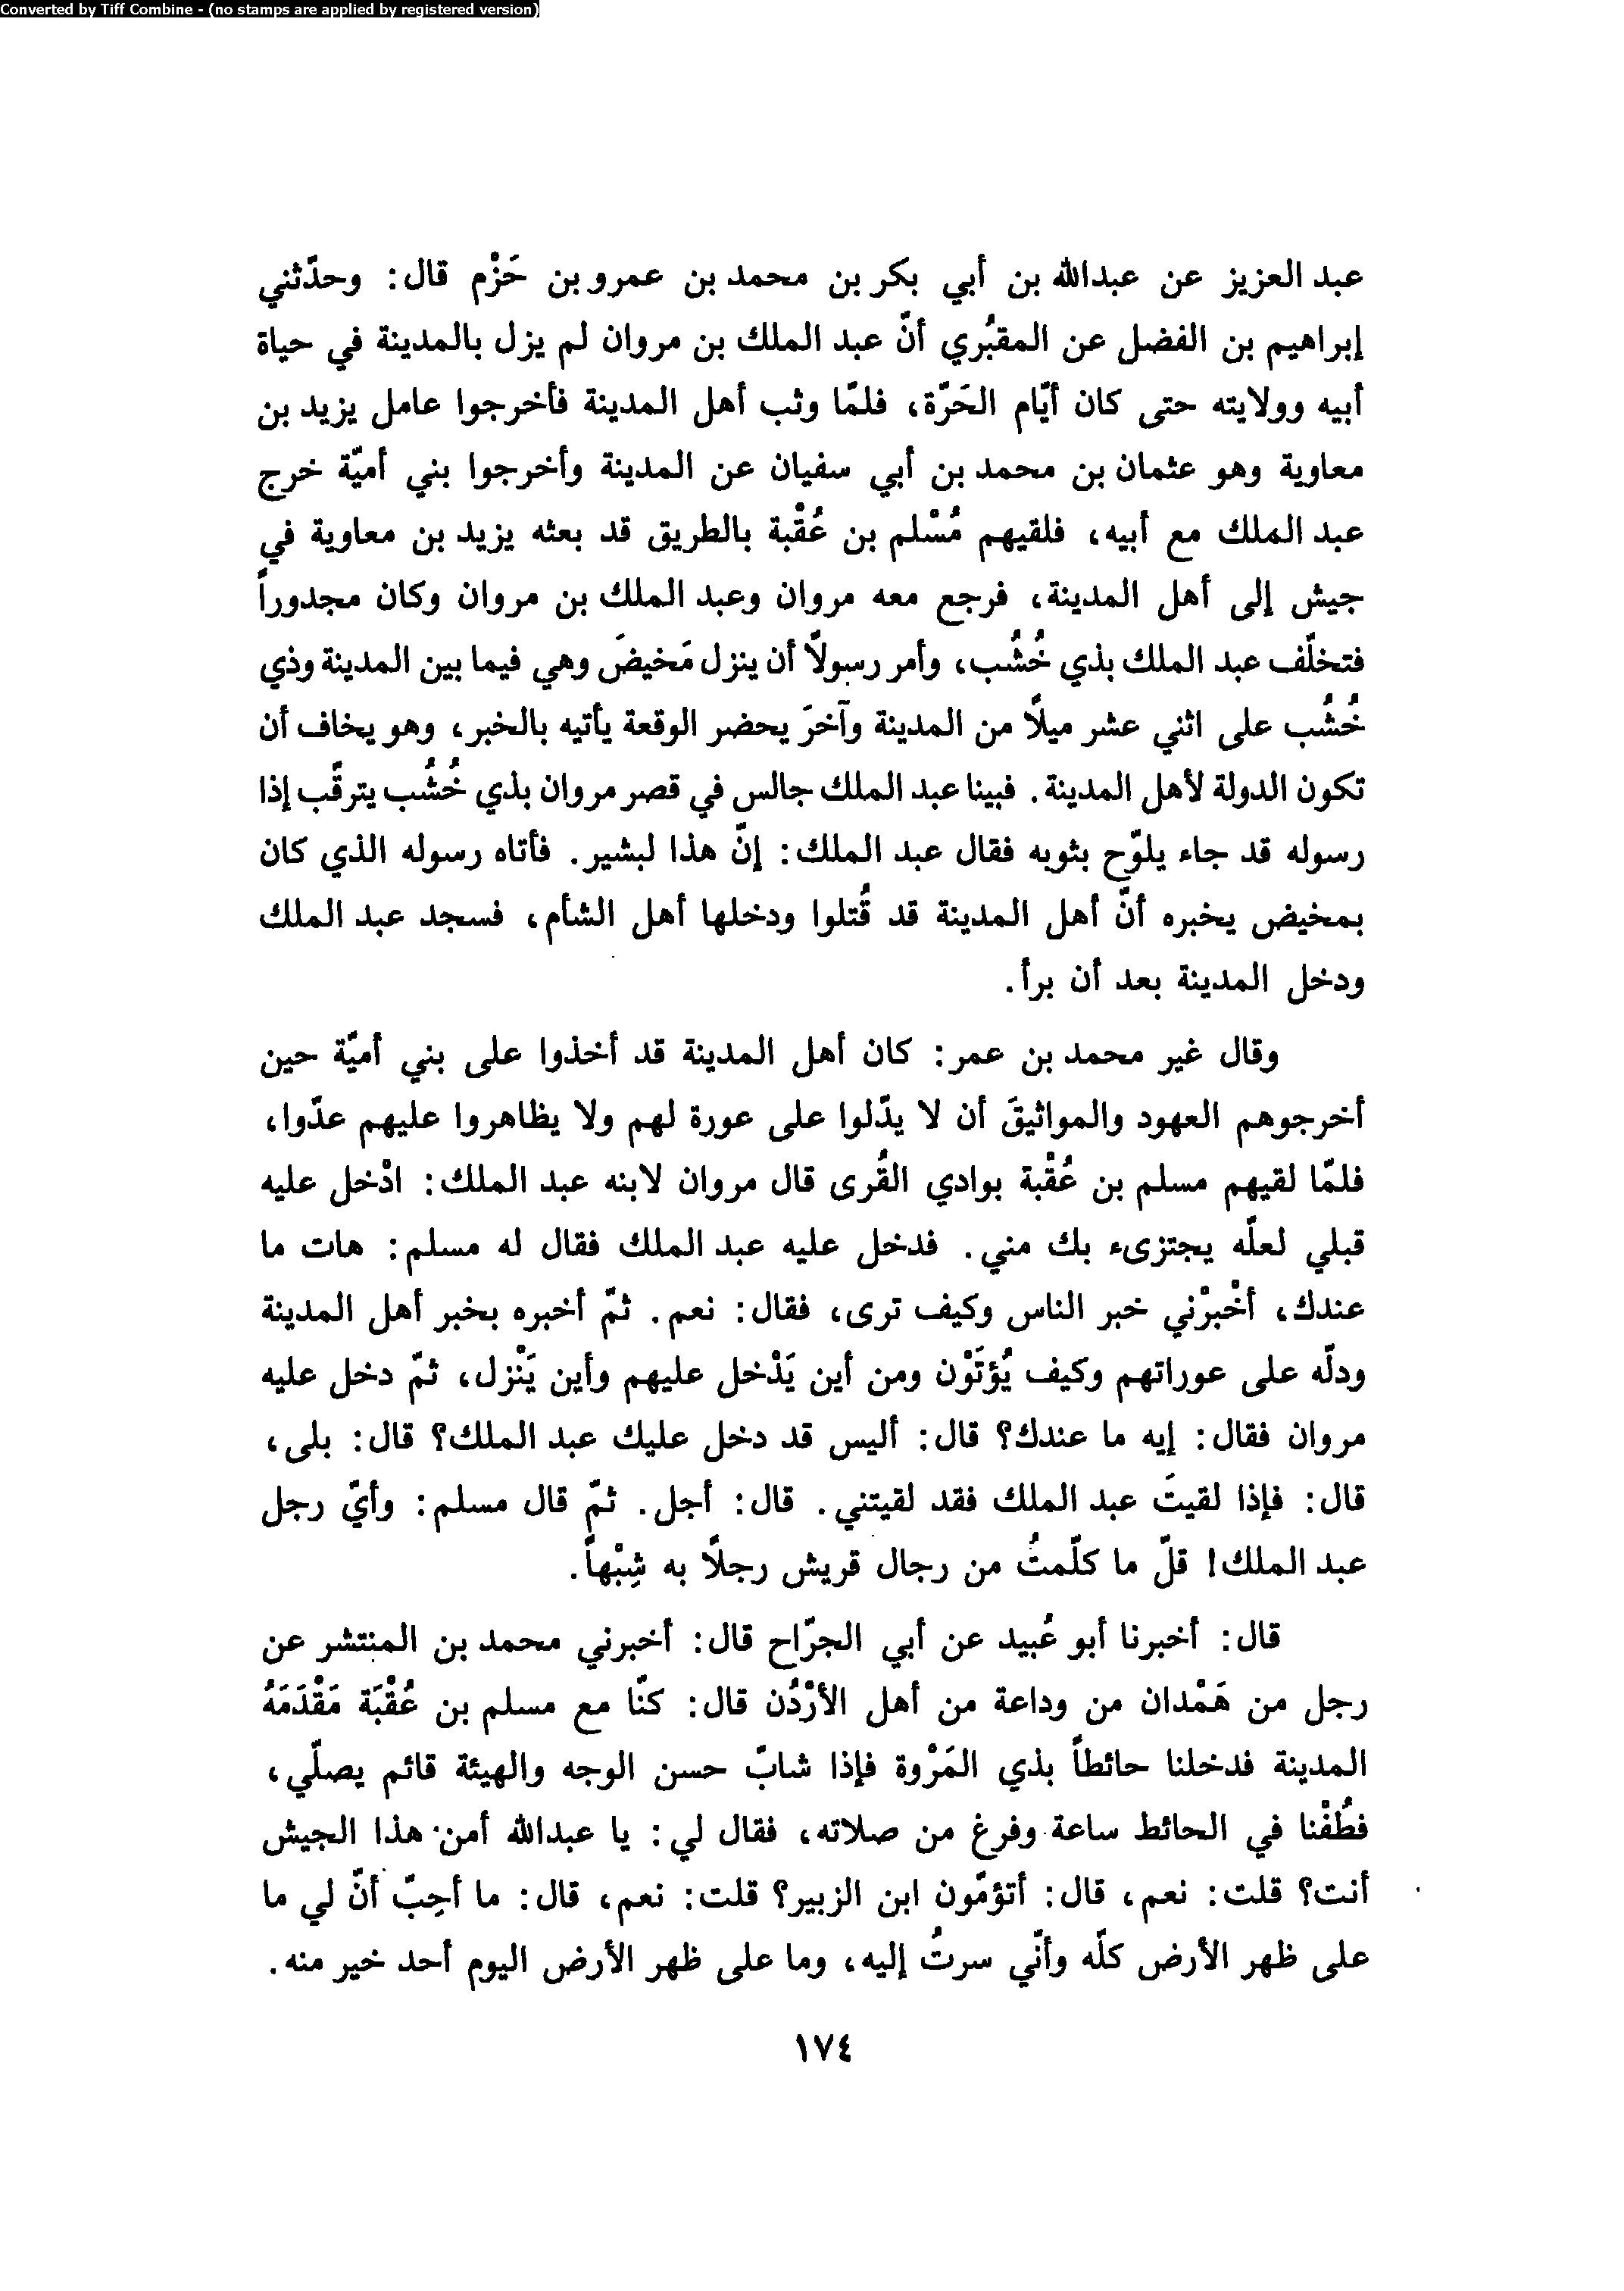 Converted by Tiff Combine - (no stamps are applied by registered version)
عبد العزيز عن عبدالله بن أبي بكر بن محمد بن عمرو بن حَزْم قال: وحدّثني
إبراهيم بن الفضل عن المقبُري أنّ عبد الملك بن مروان لم يزل بالمدينة في حياة
أبيه وولايته حتى كان أيّام الحَرّة، فلمّا وثب أهل المدينة فأخرجوا عامل يزيد بن
معاوية وهو عثمان بن محمد بن أبي سفيان عن المدينة وأخرجوا بني أميّة خرج
عبد الملك مع أبيه، فلقيهم مُسْلم بن عُقْبة بالطريق قد بعثه يزيد بن معاوية في
جيش إلى أهل المدينة، فرجع معه مروان وعبد الملك بن مروان وكان مجدوراً
فتخلّف عبد الملك بذي خُشُب، وأمر رسولاً أن ينزل مَخيضَ وهي فيما بين المدينة وذي
خُشُب على اثني عشر ميلاً من المدينة وآخرَ يحضر الوقعة يأتيه بالخبر، وهو يخاف أن
تكون الدولة لأهل المدينة. فبينا عبد الملك جالس في قصر مروان بذي خُشُب يترقّب إذا
رسوله قد جاء يلوّح بثوبه فقال عبد الملك: إنّ هذا لبشير. فأتاه رسوله الذي كان
بمخيض يخبره أنّ أهل المدينة قد قُتلوا ودخلها أهل الشأم، فسجد عبد الملك
ودخل المدينة بعد أن برأ.
وقال غير محمد بن عمر: كان أهل المدينة قد أخذوا على بني أميّة حين
أخرجوهم العهود والمواثيقَ أن لا يدّلوا على عورة لهم ولا يظاهروا عليهم عدّوا،
فلمّا لقيهم مسلم بن عُقْبة بوادي القُرى قال مروان لابنه عبد الملك: ادْخل عليه
قبلي لعلّه يجتزىء بك مني. فدخل عليه عبد الملك فقال له مسلم: هات ما
عندك، أخْبرْني خبر الناس وكيف ترى، فقال: نعم. ثمّ أخبره بخبر أهل المدينة
ودلّه على عوراتهم وكيف يُؤتَوْن ومن أين يَدْخل عليهم وأين يَنْزل، ثمّ دخل عليه
مروان فقال: إيه ما عندك؟ قال: أليس قد دخل عليك عبد الملك؟ قال: بلى،
قال: فإذا لقيتَ عبد الملك فقد لقيتني. قال: أجل. ثمّ قال مسلم: وأيّ رجل
عبد الملك! قلّ ما كلّمتُ من رجال قريش رجلاً به شِبْهاً.
قال: أخبرنا أبو عُبيد عن أبي الجرّاح قال: أخبرني محمد بن المنتشر عن
رجل من هَمْدان من وداعة من أهل الأرْدُن قال: كنّا مع مسلم بن عُقْبَة مَقْدَمَهُ
المدينة فدخلنا حائطاً بذي المَرْوة فإذا شابّ حسن الوجه والهيئة قائم يصلّي،
فطُفْنا في الحائط ساعة وفرغ من صلاته، فقال لي: يا عبدالله أمن هذا الجيش
أنت؟ قلت: نعم، قال: أتؤمّون ابن الزبير؟ قلت: نعم، قال: ما أحِبّ أنّ لي ما
على ظهر الأرض كلّه وأنّي سرتُ إليه، وما على ظهر الأرض اليوم أحد خير منه.
١٧٤